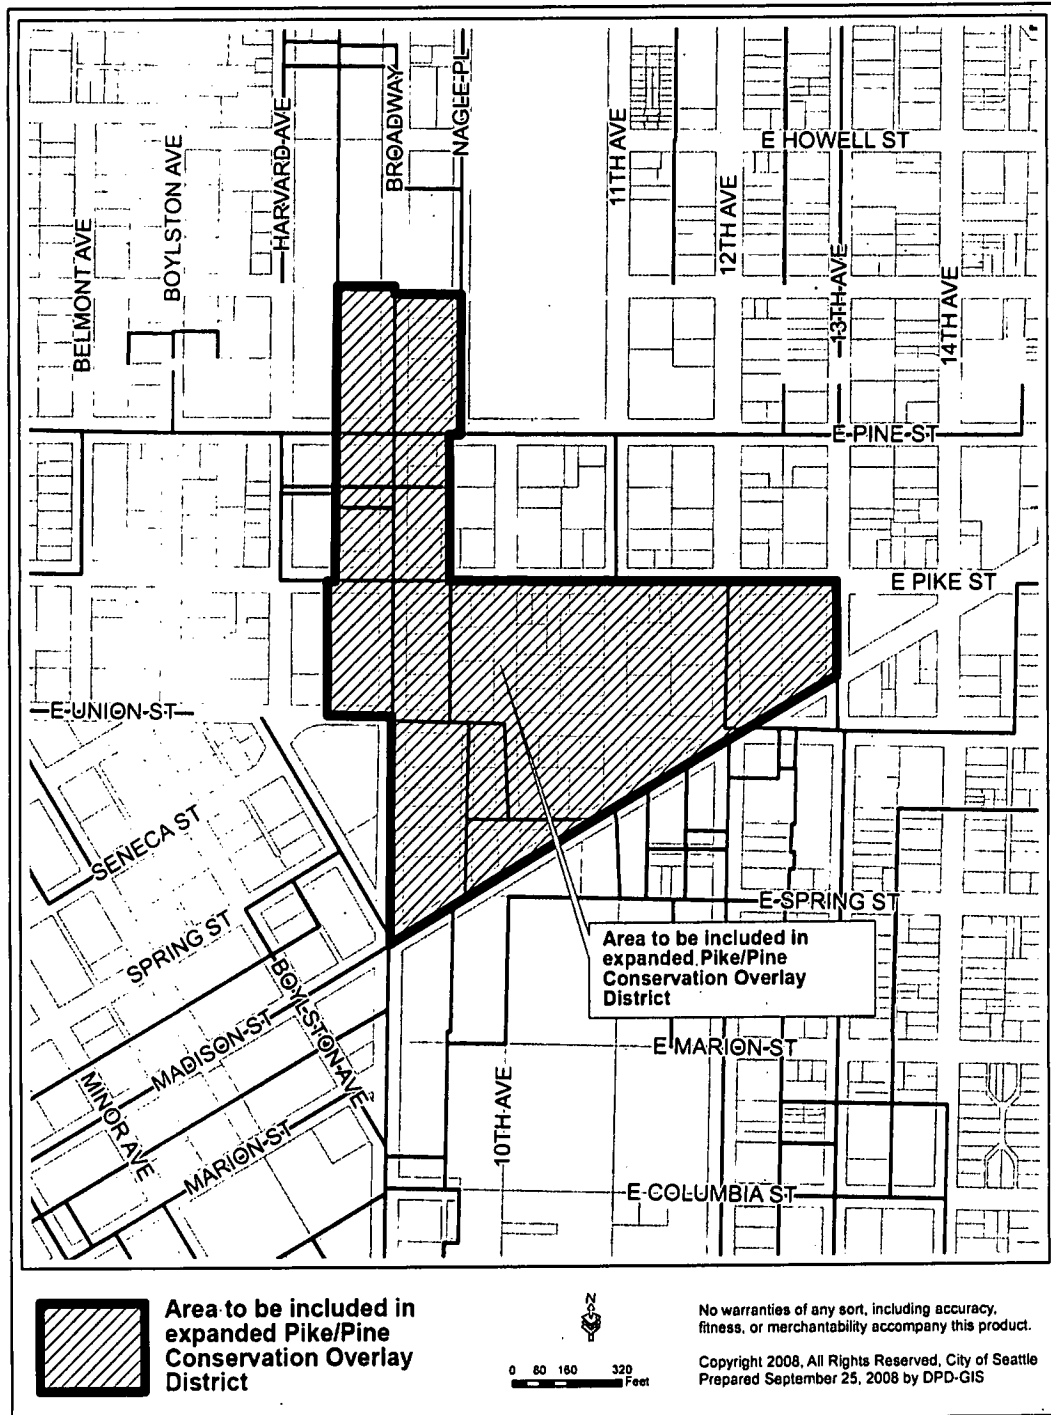 BELMONT AVE
BOYLSTON AVE
HARVARD AVE
BROADWAY
NAGLE PL
11TH AVE
12TH AVE
13TH AVE
14TH AVE
E HOWELL ST
E PINE ST
E PIKE ST
E UNION ST
SENECA ST
SPRING ST
MADISON ST
MINOR AVE
BOYLSTON AVE
MARION ST
10TH AVE
E SPRING ST
Area to be included in
expanded Pike/Pine
Conservation Overlay
District
E MARION ST
E COLUMBIA ST
Area to be included in
expanded Pike/Pine
Conservation Overlay
District
N
0 80 160 320
Feet
No warranties of any sort, including accuracy,
fitness, or merchantability accompany this product.
Copyright 2008, All Rights Reserved, City of Seattle
Prepared September 25, 2008 by DPD-GIS